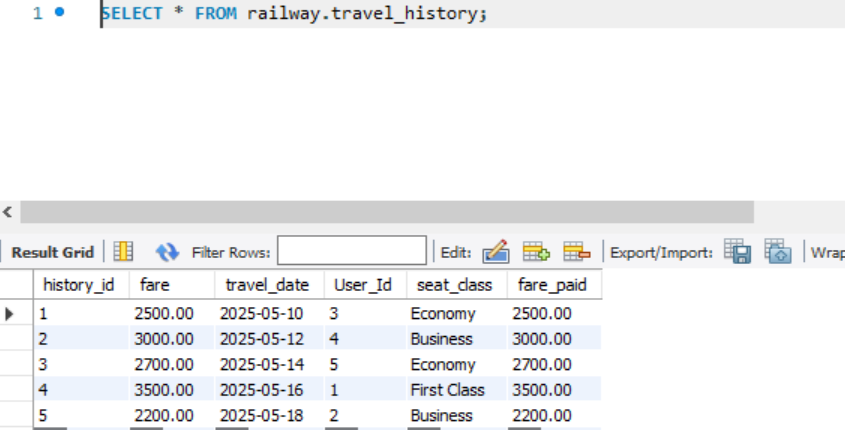 1 SELECT * FROM railway.travel_history;
Result Grid Filter Rows: Edit: Export/Import: Wrap
history_id fare travel_date User_Id seat_class fare_paid
1 2500.00 2025-05-10 3 Economy 2500.00
2 3000.00 2025-05-12 4 Business 3000.00
3 2700.00 2025-05-14 5 Economy 2700.00
4 3500.00 2025-05-16 1 First Class 3500.00
5 2200.00 2025-05-18 2 Business 2200.00